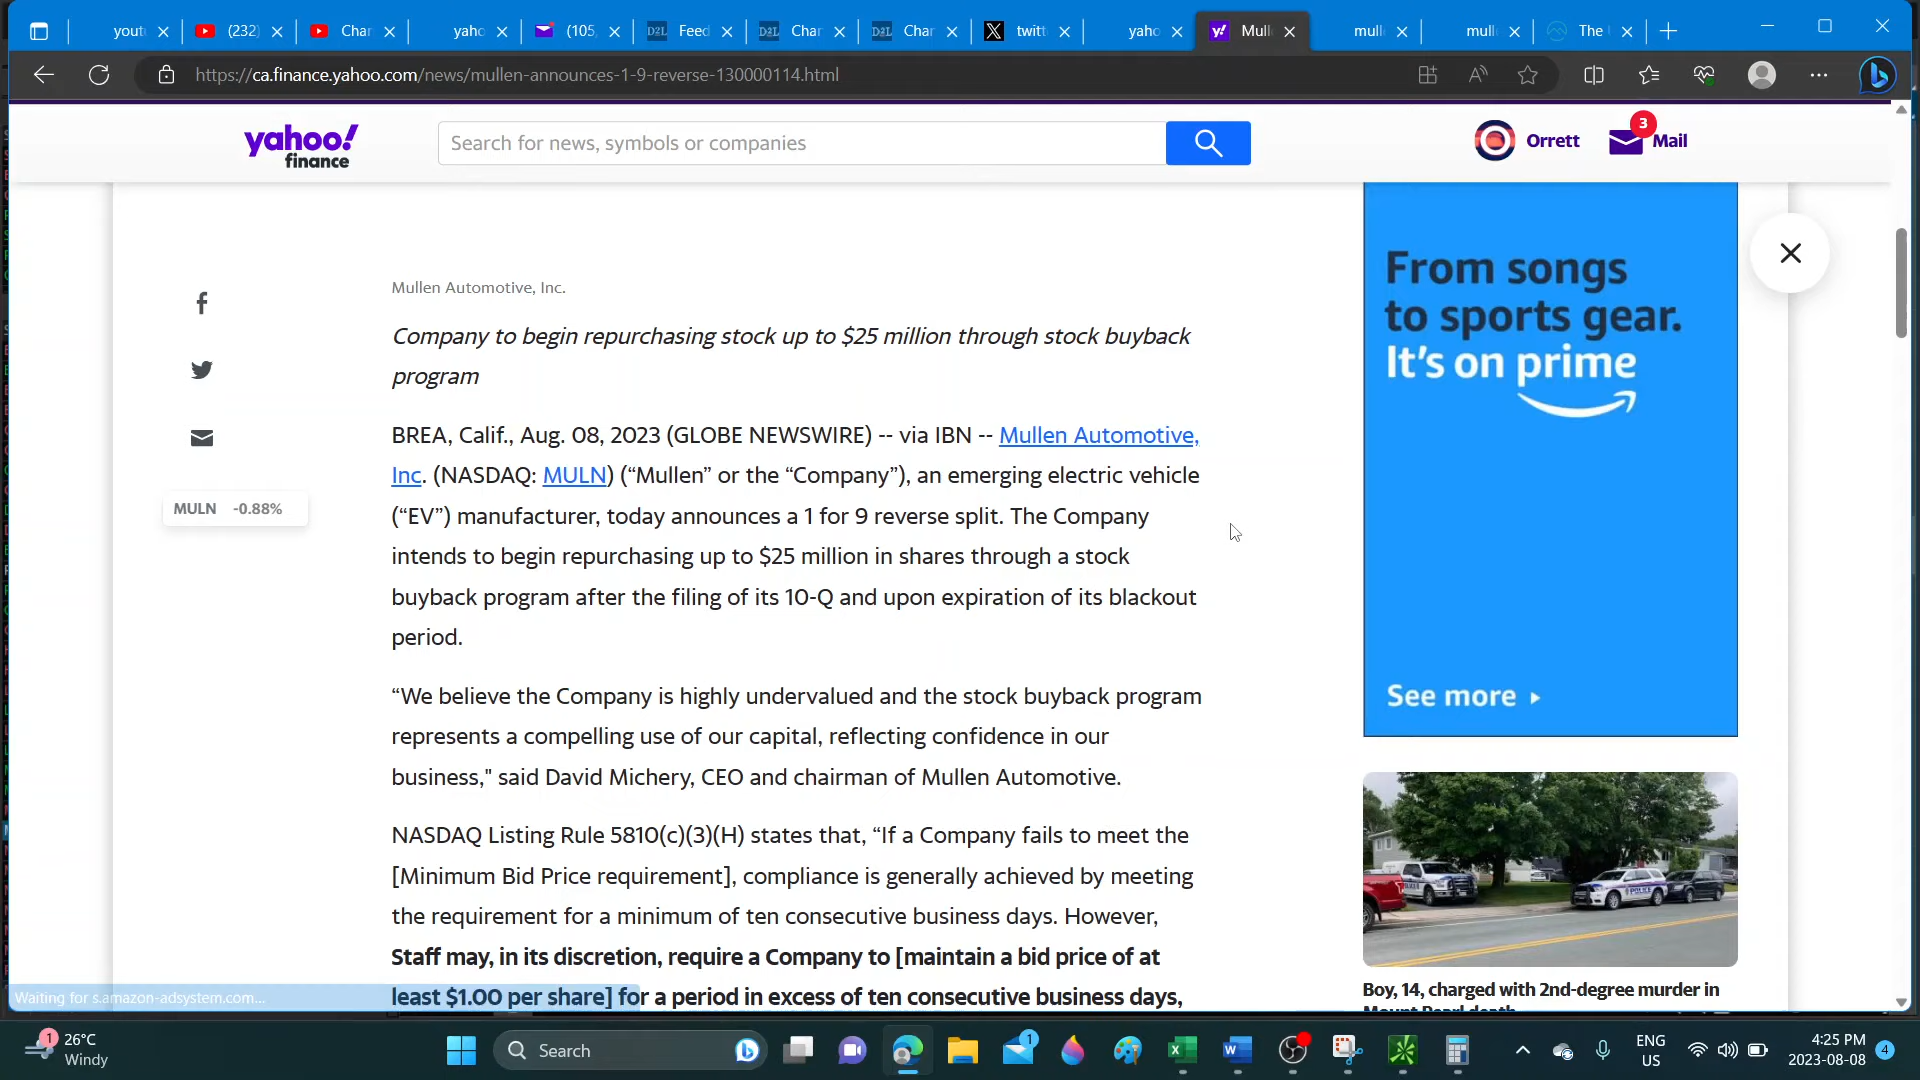 yout
(232)
Char
yaho
(105,
D2L
Feed
D2L
Char
D2L
Char
twitt
yaho
y!
Mull
mull
mull
The
https://ca.finance.yahoo.com/news/mullen-announces-1-9-reverse-130000114.html
yahoo!
finance
Search for news, symbols or companies
Orrett
3
Mail
Mullen Automotive, Inc.
Company to begin repurchasing stock up to $25 million through stock buyback
program
BREA, Calif., Aug. 08, 2023 (GLOBE NEWSWIRE) -- via IBN -- Mullen Automotive,
Inc. (NASDAQ: MULN) (“Mullen” or the “Company”), an emerging electric vehicle
(“EV”) manufacturer, today announces a 1 for 9 reverse split. The Company
intends to begin repurchasing up to $25 million in shares through a stock
buyback program after the filing of its 10-Q and upon expiration of its blackout
period.
“We believe the Company is highly undervalued and the stock buyback program
represents a compelling use of our capital, reflecting confidence in our
business," said David Michery, CEO and chairman of Mullen Automotive.
NASDAQ Listing Rule 5810(c)(3)(H) states that, “If a Company fails to meet the
[Minimum Bid Price requirement], compliance is generally achieved by meeting
the requirement for a minimum of ten consecutive business days. However,
Staff may, in its discretion, require a Company to [maintain a bid price of at
least $1.00 per share] for a period in excess of ten consecutive business days,
MULN -0.88%
From songs
to sports gear.
It's on prime
See more
POLICE
Boy, 14, charged with 2nd-degree murder in
Mount Pearl death
Waiting for s.amazon-adsystem.com...
1
26°C
Windy
Search
1
ENG
US
4:25 PM
2023-08-08
4